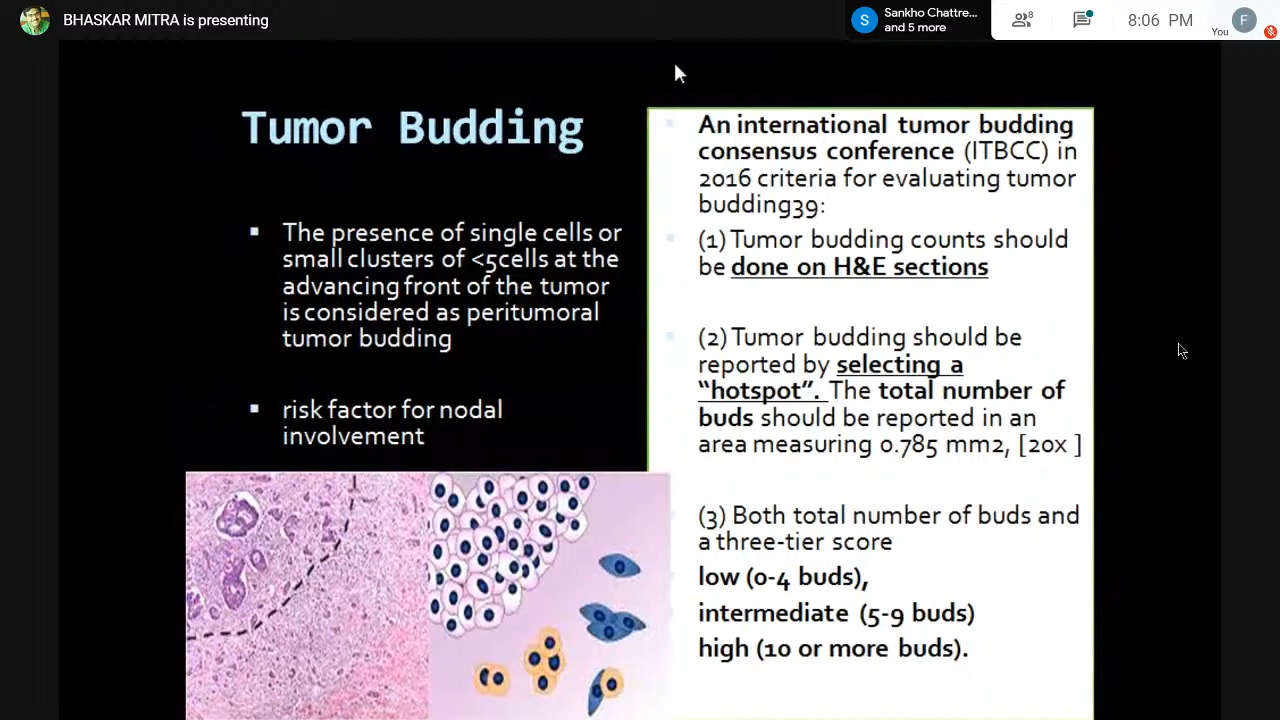 BHASKAR MITRA is presenting
S
Sankho Chattre...
and 5 more
8
8:06 PM
You
F
Tumor Budding
▪ The presence of single cells or
small clusters of <5cells at the
advancing front of the tumor
is considered as peritumoral
tumor budding
▪ risk factor for nodal
involvement
▪ An international tumor budding
consensus conference (ITBCC) in
2016 criteria for evaluating tumor
budding39:
▪ (1) Tumor budding counts should
be done on H&E sections
▪ (2) Tumor budding should be
reported by selecting a
“hotspot”. The total number of
buds should be reported in an
area measuring 0.785 mm2, [20x ]
(3) Both total number of buds and
a three-tier score
low (0-4 buds),
intermediate (5-9 buds)
high (10 or more buds).